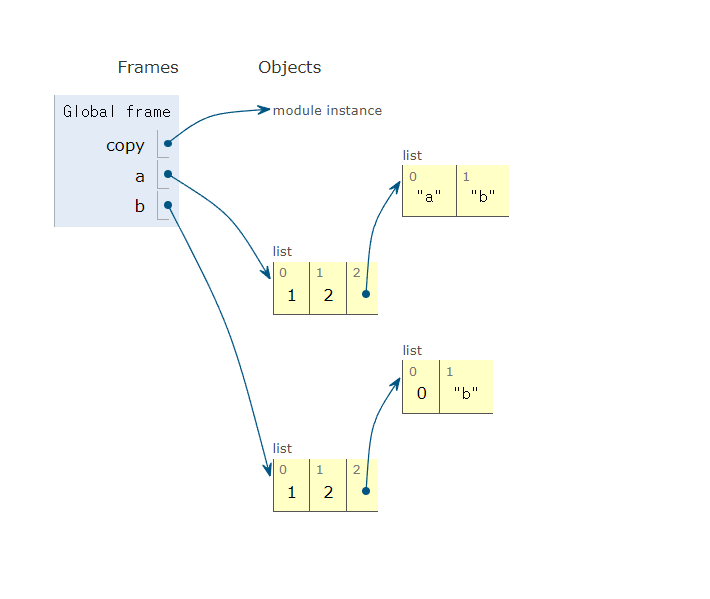 Frames Objects
Global frame
copy
module instance
a
b
list
0 1
"a" "b"
list
0 1 2
1 2
list
0 1
0 "b"
list
0 1 2
1 2